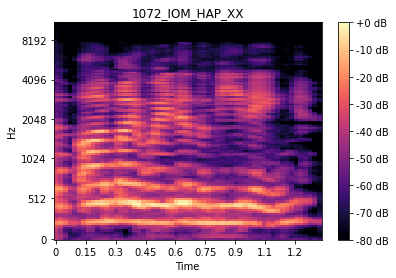 1072_IOM_HAP_XX
+0 dB
8192
-10 dB
4096
-20 dB
-30 dB
2048
Hz
-40 dB
1024
-50 dB
512
-60 dB
-70 dB
0
-80 dB
0 0.15 0.3 0.45 0.6 0.75 0.9 1.1 1.2
Time